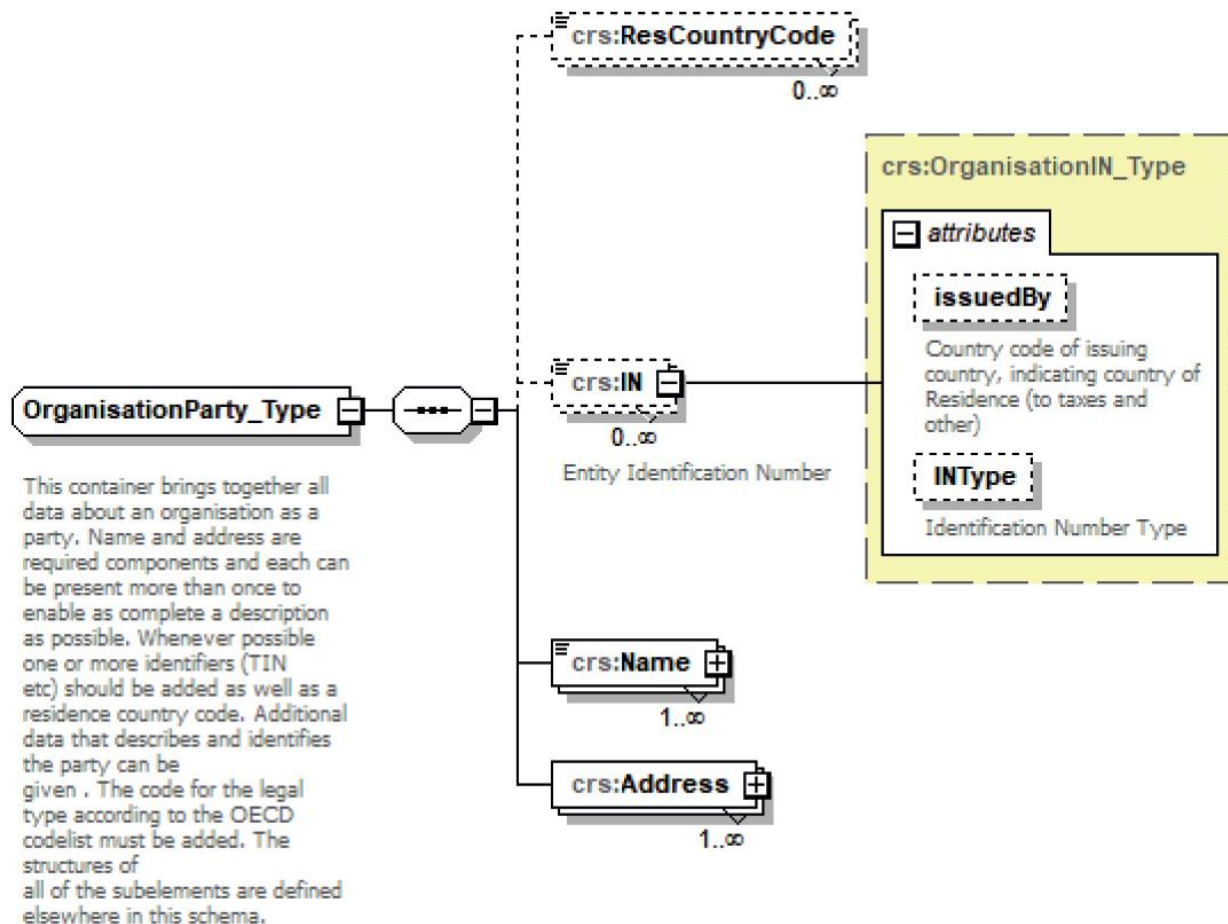 crs:ResCountryCode
0..∞
crs:OrganisationIN_Type
attributes
issuedBy
Country code of issuing
country, indicating country of
Residence (to taxes and
other)
INType
Identification Number Type
crs:IN
0..∞
Entity Identification Number
OrganisationParty_Type
This container brings together all
data about an organisation as a
party. Name and address are
required components and each can
be present more than once to
enable as complete a description
as possible. Whenever possible
one or more identifiers (TIN
etc) should be added as well as a
residence country code. Additional
data that describes and identifies
the party can be
given . The code for the legal
type according to the OECD
codelist must be added. The
structures of
all of the subelements are defined
elsewhere in this schema.
crs:Name
1..∞
crs:Address
1..∞